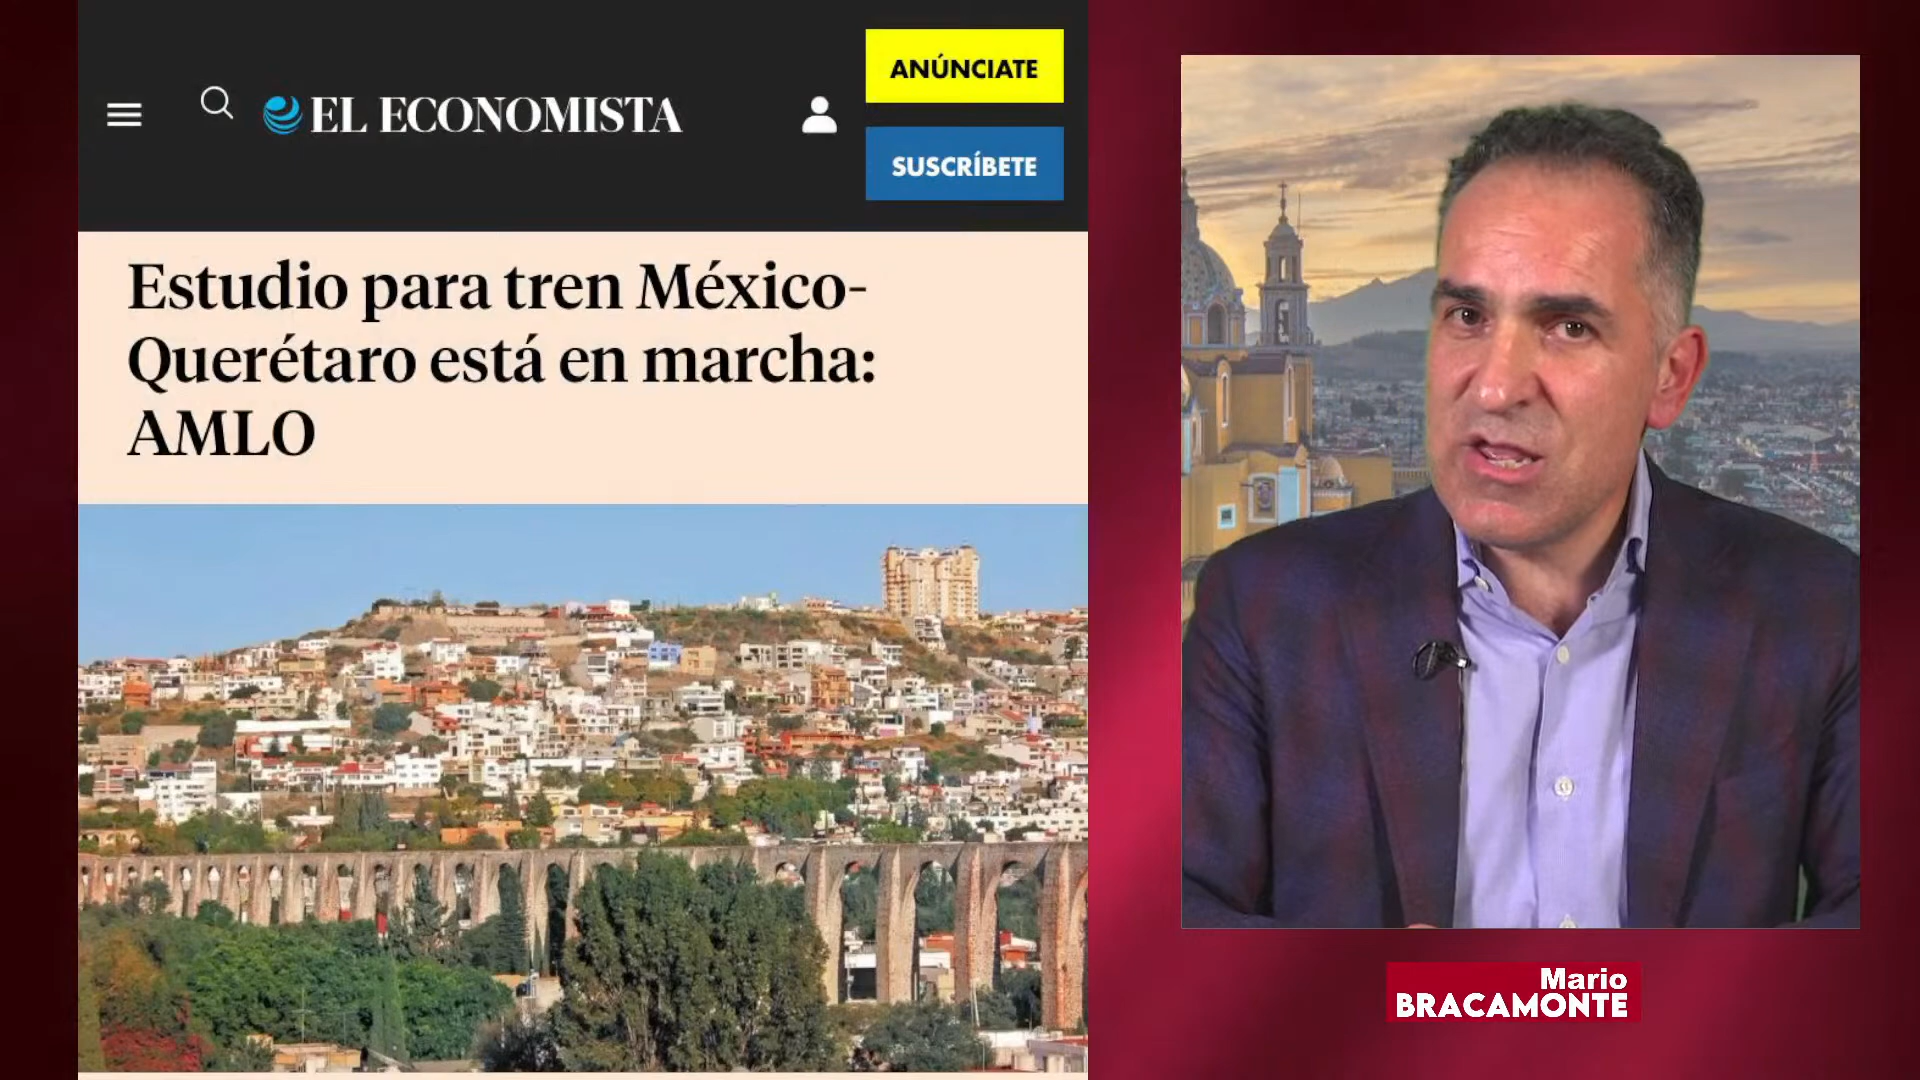 EL ECONOMISTA
ANÚNCIATE
SUSCRÍBETE
Estudio para tren México-
Querétaro está en marcha:
AMLO
Mario
BRACAMONTE